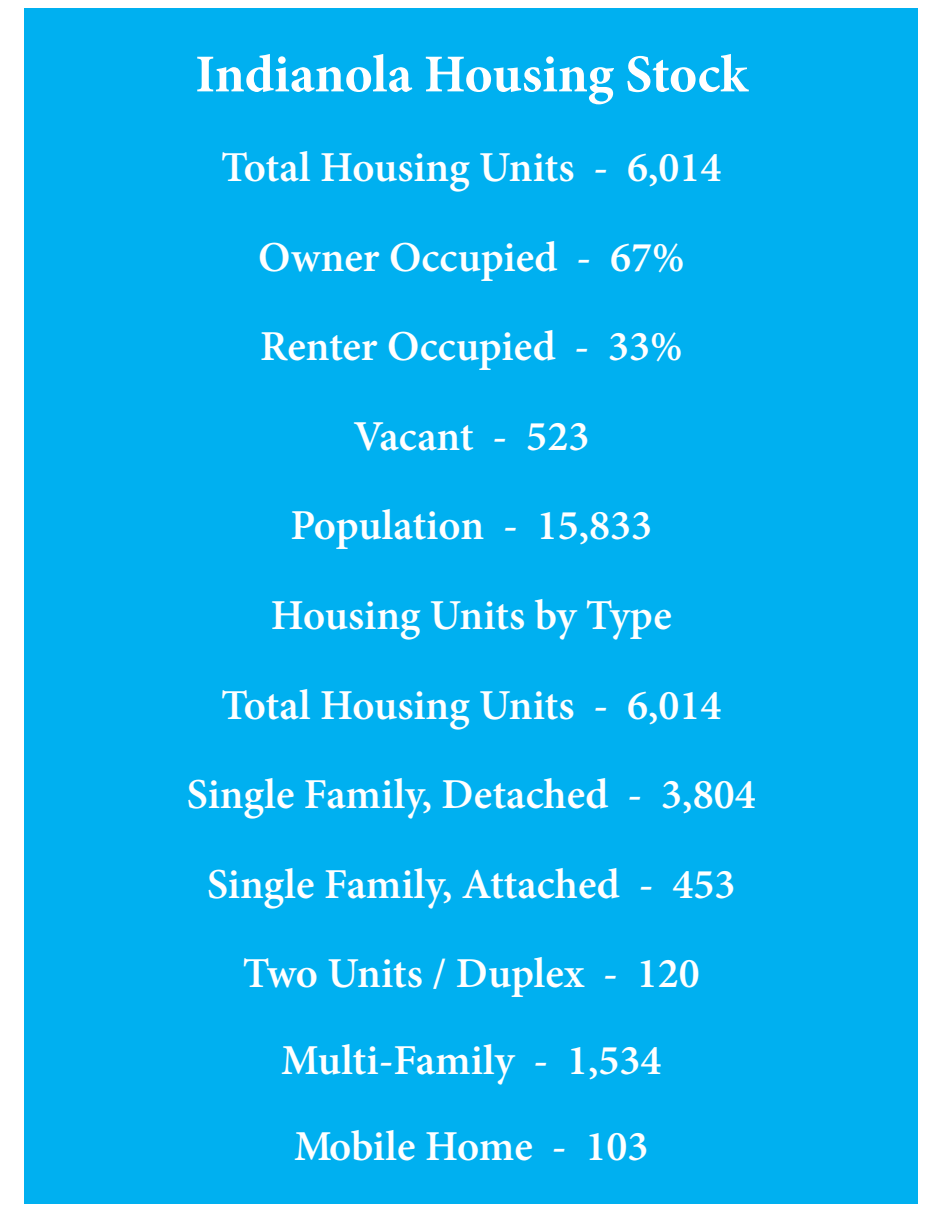 Indianola Housing Stock
Total Housing Units - 6,014
Owner Occupied - 67%
Renter Occupied - 33%
Vacant - 523
Population - 15,833
Housing Units by Type
Total Housing Units - 6,014
Single Family, Detached - 3,804
Single Family, Attached - 453
Two Units / Duplex - 120
Multi-Family - 1,534
Mobile Home - 103